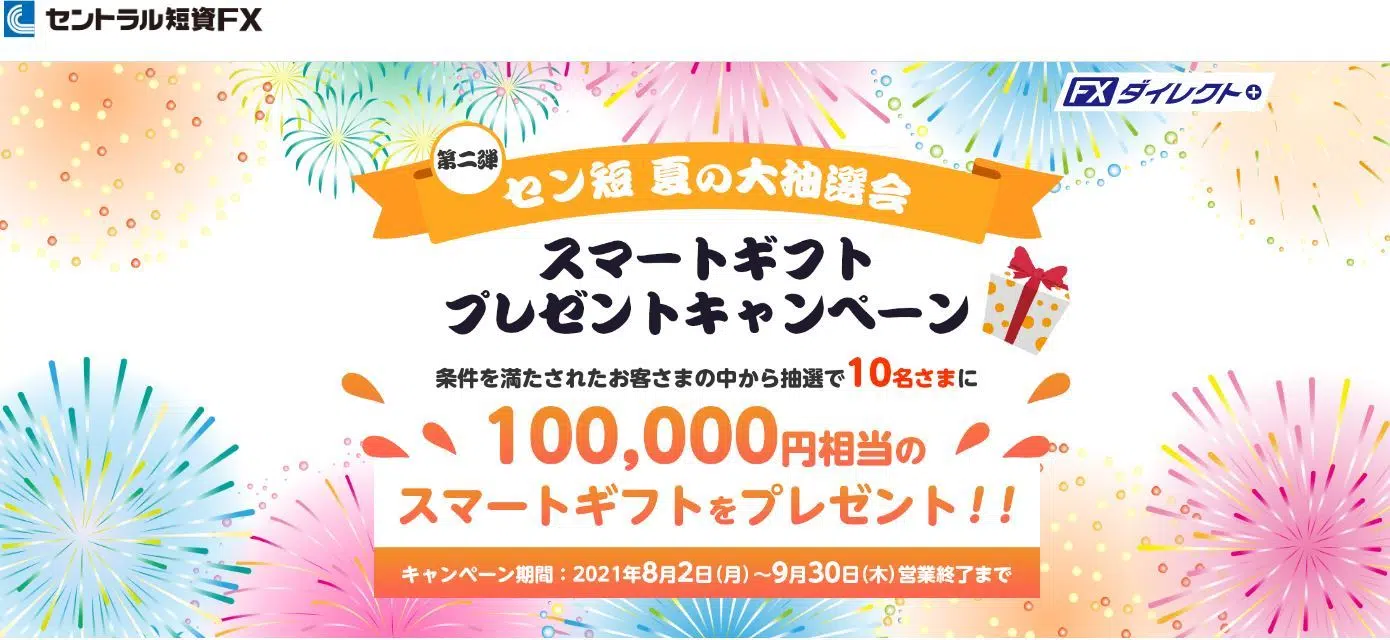 セントラル短資FX
FXダイレクト+
第二弾
セン短 夏の大抽選会
スマートギフト
プレゼントキャンペーン
条件を満たされたお客さまの中から抽選で10名さまに
100,000円相当の
スマートギフトをプレゼント!!
キャンペーン期間:2021年8月2日(月)~9月30日(木)営業終了まで